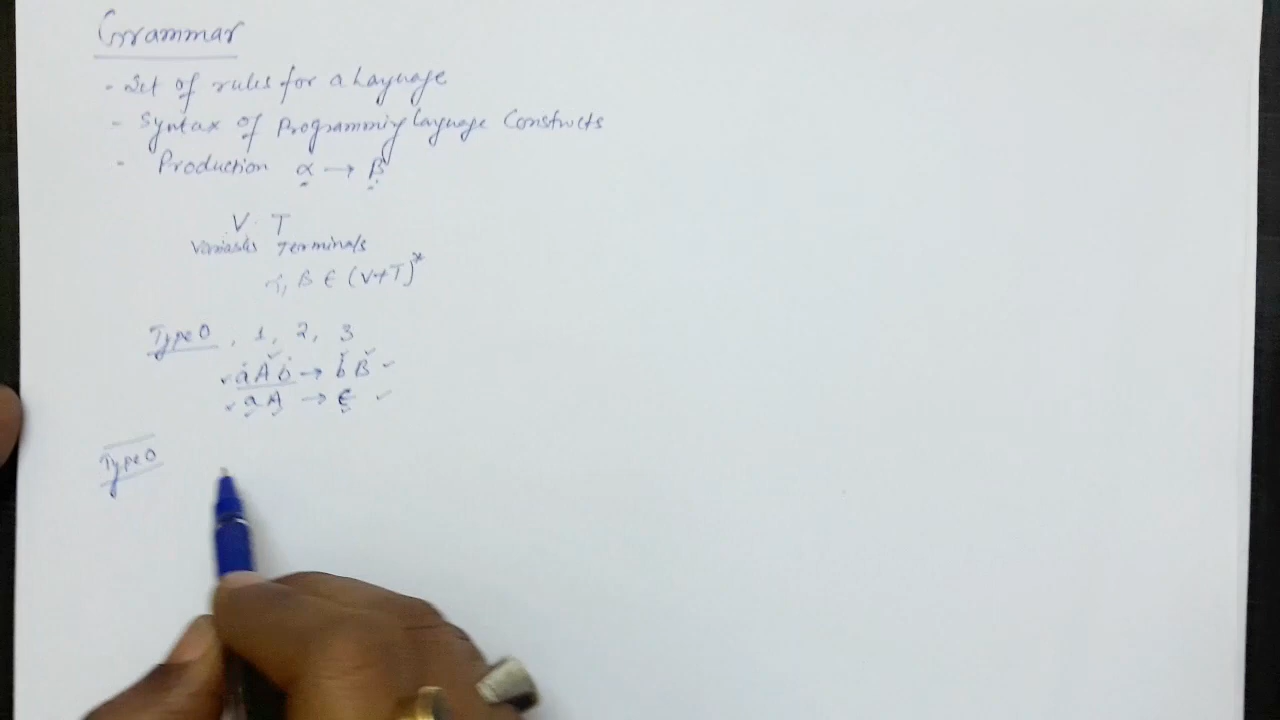 Grammar
- Set of rules for a Language
- Syntax of Programming Language Constructs
- Production α → β
V T
Variables Terminals
α, β ∈ (V+T)*
Type 0, 1, 2, 3
✓ aAb → bB ✓
✓ aA → ϵ ✓
Type 0